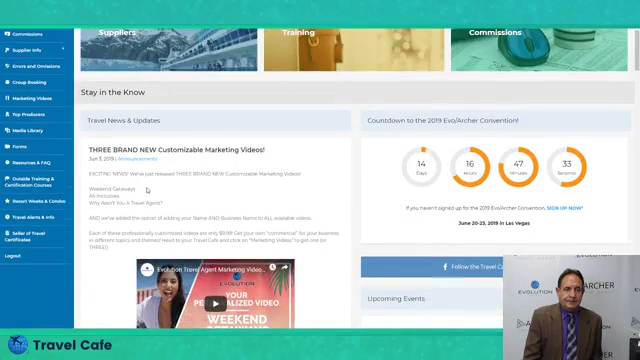 Commissions
Supplier Info
Errors and Omissions
Group Booking
Marketing Videos
Top Producers
Media Library
Forms
Resources & FAQ
Outside Training &
Certification Courses
Resort Weeks & Condos
Travel Alerts & Info
Seller of Travel
Certificates
Logout
Suppliers
Training
Commissions
Stay in the Know
Travel News & Updates
THREE BRAND NEW Customizable Marketing Videos!
Jun 3, 2019 | Announcements
EXCITING NEWS! We've just released THREE BRAND NEW Customizable Marketing Videos!
Weekend Getaways
All-Inclusives
Why Aren't You A Travel Agent?
AND we've added the option of adding your Name AND Business Name to ALL available videos.
Each of these professionally customized videos are only $9.99! Get your own "commercial" for your business
in different topics and themes! Head to your Travel Cafe and click on "Marketing Videos" to get one (or
THREE!)
Evolution Travel Agent Marketing Video...
YOUR
PERSONALIZED VIDEO
WEEKEND
GETAWAYS
Countdown to the 2019 Evo/Archer Convention!
14
Days
16
Hours
47
Minutes
33
Seconds
If you haven't signed up for the 2019 Evo/Archer Convention, SIGN UP NOW!
June 20-23, 2019 in Las Vegas
Follow the Travel Ca
Upcoming Events
EVOLUTION
ARCHER
Travel Cafe